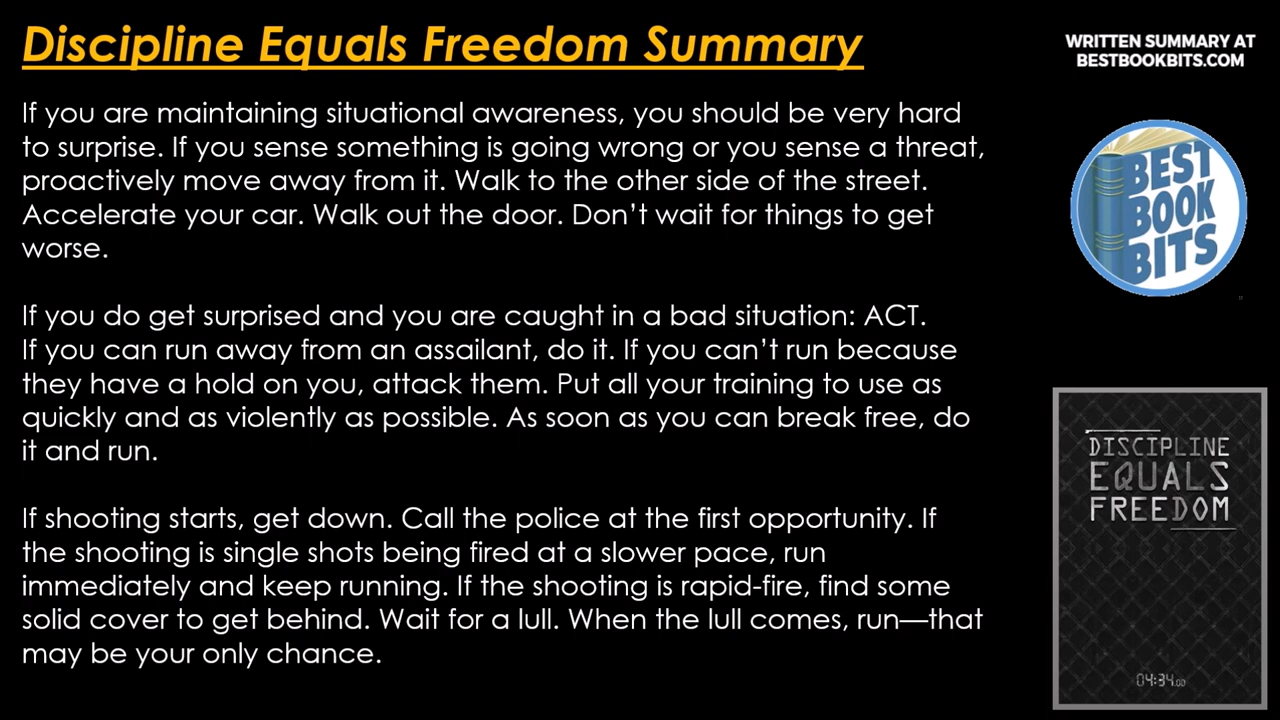 Discipline Equals Freedom Summary
WRITTEN SUMMARY AT
BESTBOOKBITS.COM
If you are maintaining situational awareness, you should be very hard
to surprise. If you sense something is going wrong or you sense a threat,
proactively move away from it. Walk to the other side of the street.
Accelerate your car. Walk out the door. Don’t wait for things to get
worse.
If you do get surprised and you are caught in a bad situation: ACT.
If you can run away from an assailant, do it. If you can’t run because
they have a hold on you, attack them. Put all your training to use as
quickly and as violently as possible. As soon as you can break free, do
it and run.
If shooting starts, get down. Call the police at the first opportunity. If
the shooting is single shots being fired at a slower pace, run
immediately and keep running. If the shooting is rapid-fire, find some
solid cover to get behind. Wait for a lull. When the lull comes, run—that
may be your only chance.
BEST
BOOK
BITS
DISCIPLINE
EQUALS
FREEDOM
04:34.00